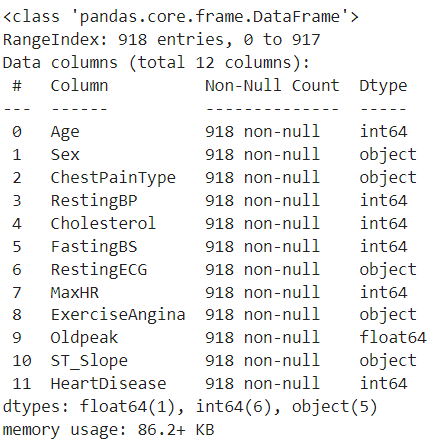 <class 'pandas.core.frame.DataFrame'>
RangeIndex: 918 entries, 0 to 917
Data columns (total 12 columns):
 #   Column          Non-Null Count  Dtype
---  ------          --------------  -----
 0   Age             918 non-null    int64
 1   Sex             918 non-null    object
 2   ChestPainType   918 non-null    object
 3   RestingBP       918 non-null    int64
 4   Cholesterol     918 non-null    int64
 5   FastingBS       918 non-null    int64
 6   RestingECG      918 non-null    object
 7   MaxHR           918 non-null    int64
 8   ExerciseAngina  918 non-null    object
 9   Oldpeak         918 non-null    float64
 10  ST_Slope        918 non-null    object
 11  HeartDisease    918 non-null    int64
dtypes: float64(1), int64(6), object(5)
memory usage: 86.2+ KB